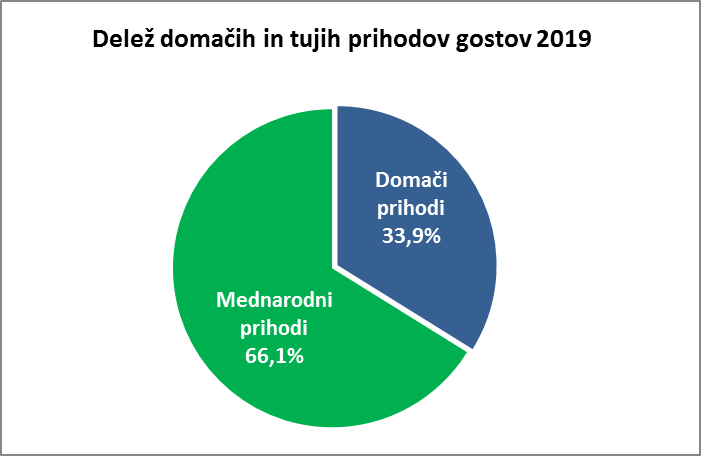 Delež domačih in tujih prihodov gostov 2019
Domači
prihodi
33,9%
Mednarodni
prihodi
66,1%